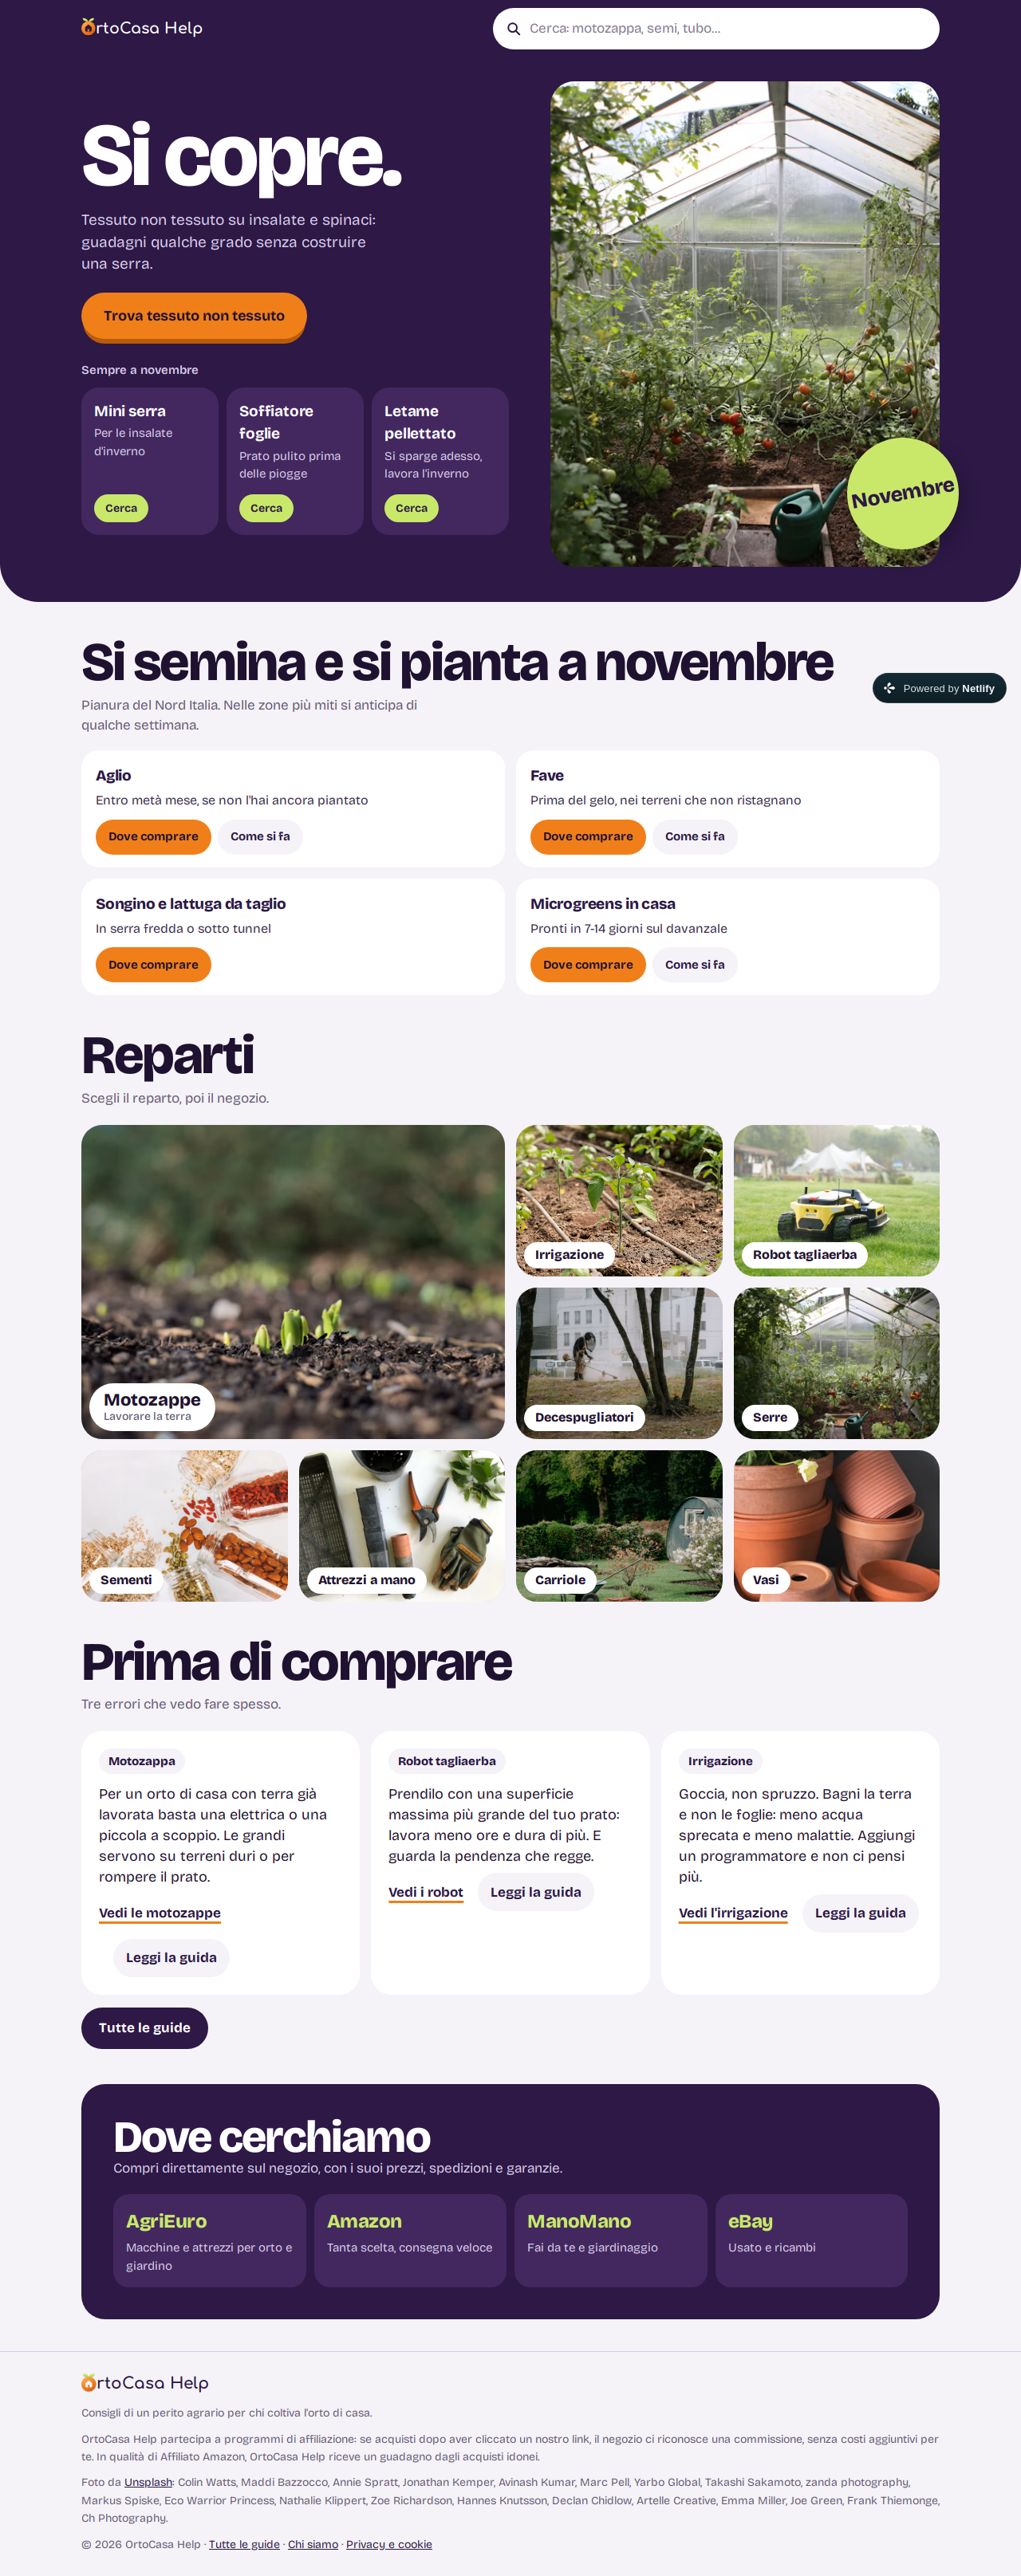 OrtoCasa Help
Cerca: motozappa, semi, tubo...
Si copre.
Tessuto non tessuto su insalate e spinaci:
guadagni qualche grado senza costruire
una serra.
Trova tessuto non tessuto
Sempre a novembre
Mini serra
Per le insalate
d'inverno
Cerca
Soffiatore
foglie
Prato pulito prima
delle piogge
Cerca
Letame
pellettato
Si sparge adesso,
lavora l'inverno
Cerca
Novembre
Si semina e si pianta a novembre
Pianura del Nord Italia. Nelle zone più miti si anticipa di
qualche settimana.
Powered by Netlify
Aglio
Entro metà mese, se non l'hai ancora piantato
Dove comprare
Come si fa
Fave
Prima del gelo, nei terreni che non ristagnano
Dove comprare
Come si fa
Songino e lattuga da taglio
In serra fredda o sotto tunnel
Dove comprare
Microgreens in casa
Pronti in 7-14 giorni sul davanzale
Dove comprare
Come si fa
Reparti
Scegli il reparto, poi il negozio.
Motozappe
Lavorare la terra
Irrigazione
Robot tagliaerba
Decespugliatori
Serre
Sementi
Attrezzi a mano
Carriole
Vasi
Prima di comprare
Tre errori che vedo fare spesso.
Motozappa
Per un orto di casa con terra già
lavorata basta una elettrica o una
piccola a scoppio. Le grandi
servono su terreni duri o per
rompere il prato.
Vedi le motozappe
Leggi la guida
Robot tagliaerba
Prendilo con una superficie
massima più grande del tuo prato:
lavora meno ore e dura di più. E
guarda la pendenza che regge.
Vedi i robot
Leggi la guida
Irrigazione
Goccia, non spruzzo. Bagni la terra
e non le foglie: meno acqua
sprecata e meno malattie. Aggiungi
un programmatore e non ci pensi
più.
Vedi l'irrigazione
Leggi la guida
Tutte le guide
Dove cerchiamo
Compri direttamente sul negozio, con i suoi prezzi, spedizioni e garanzie.
AgriEuro
Macchine e attrezzi per orto e
giardino
Amazon
Tanta scelta, consegna veloce
ManoMano
Fai da te e giardinaggio
eBay
Usato e ricambi
OrtoCasa Help
Consigli di un perito agrario per chi coltiva l'orto di casa.
OrtoCasa Help partecipa a programmi di affiliazione: se acquisti dopo aver cliccato un nostro link, il negozio ci riconosce una commissione, senza costi aggiuntivi per
te. In qualità di Affiliato Amazon, OrtoCasa Help riceve un guadagno dagli acquisti idonei.
Foto da Unsplash: Colin Watts, Maddi Bazzocco, Annie Spratt, Jonathan Kemper, Avinash Kumar, Marc Pell, Yarbo Global, Takashi Sakamoto, zanda photography,
Markus Spiske, Eco Warrior Princess, Nathalie Klippert, Zoe Richardson, Hannes Knutsson, Declan Chidlow, Artelle Creative, Emma Miller, Joe Green, Frank Thiemonge,
Ch Photography.
© 2026 OrtoCasa Help · Tutte le guide · Chi siamo · Privacy e cookie